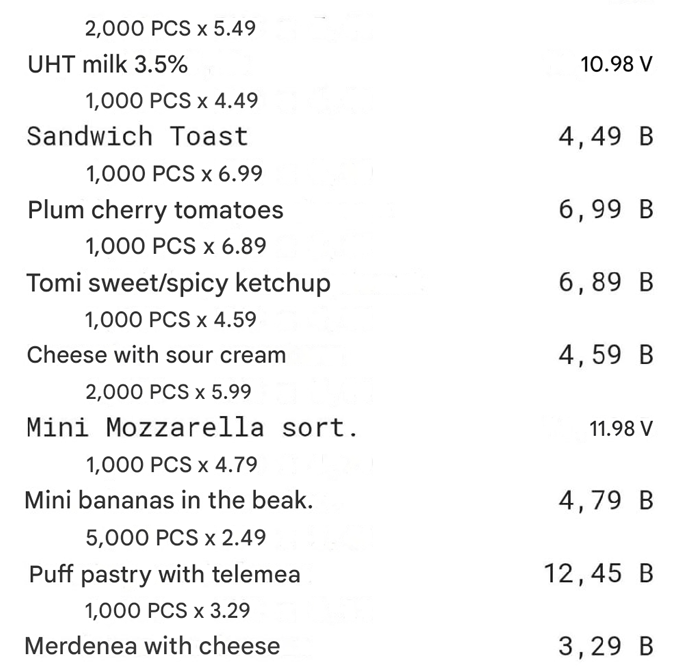 2,000 PCS x 5.49
UHT milk 3.5% 10.98 V
1,000 PCS x 4.49
Sandwich Toast 4,49 B
1,000 PCS x 6.99
Plum cherry tomatoes 6,99 B
1,000 PCS x 6.89
Tomi sweet/spicy ketchup 6,89 B
1,000 PCS x 4.59
Cheese with sour cream 4,59 B
2,000 PCS x 5.99
Mini Mozzarella sort. 11.98 V
1,000 PCS x 4.79
Mini bananas in the beak. 4,79 B
5,000 PCS x 2.49
Puff pastry with telemea 12,45 B
1,000 PCS x 3.29
Merdenea with cheese 3,29 B